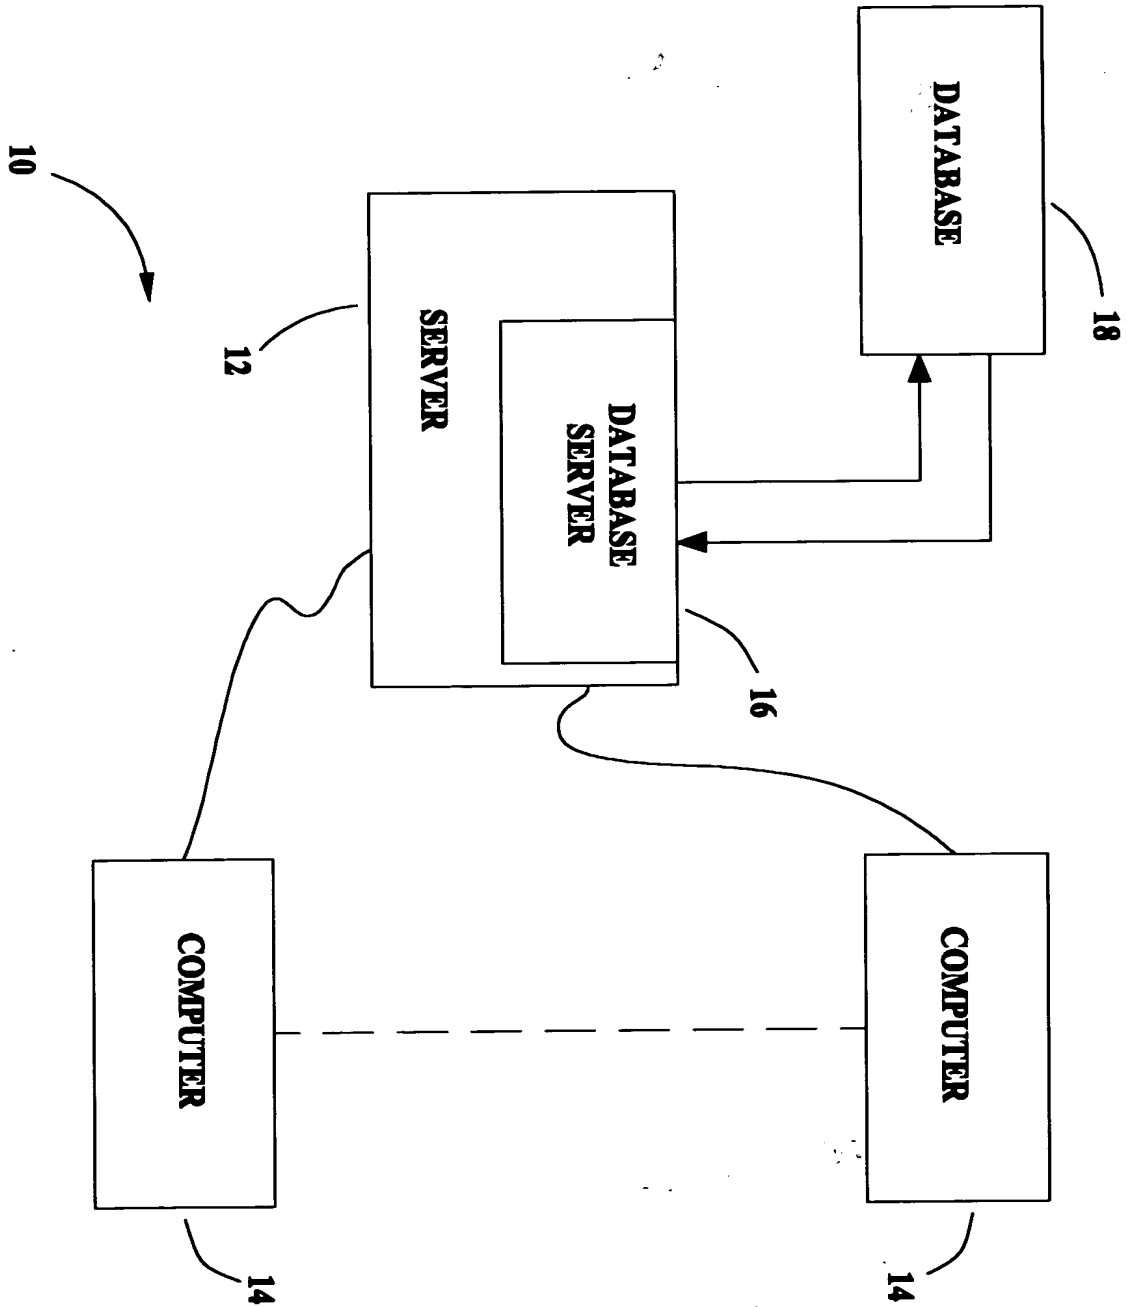 DATABASE
18
DATABASE
SERVER
16
SERVER
12
10
COMPUTER
14
COMPUTER
14